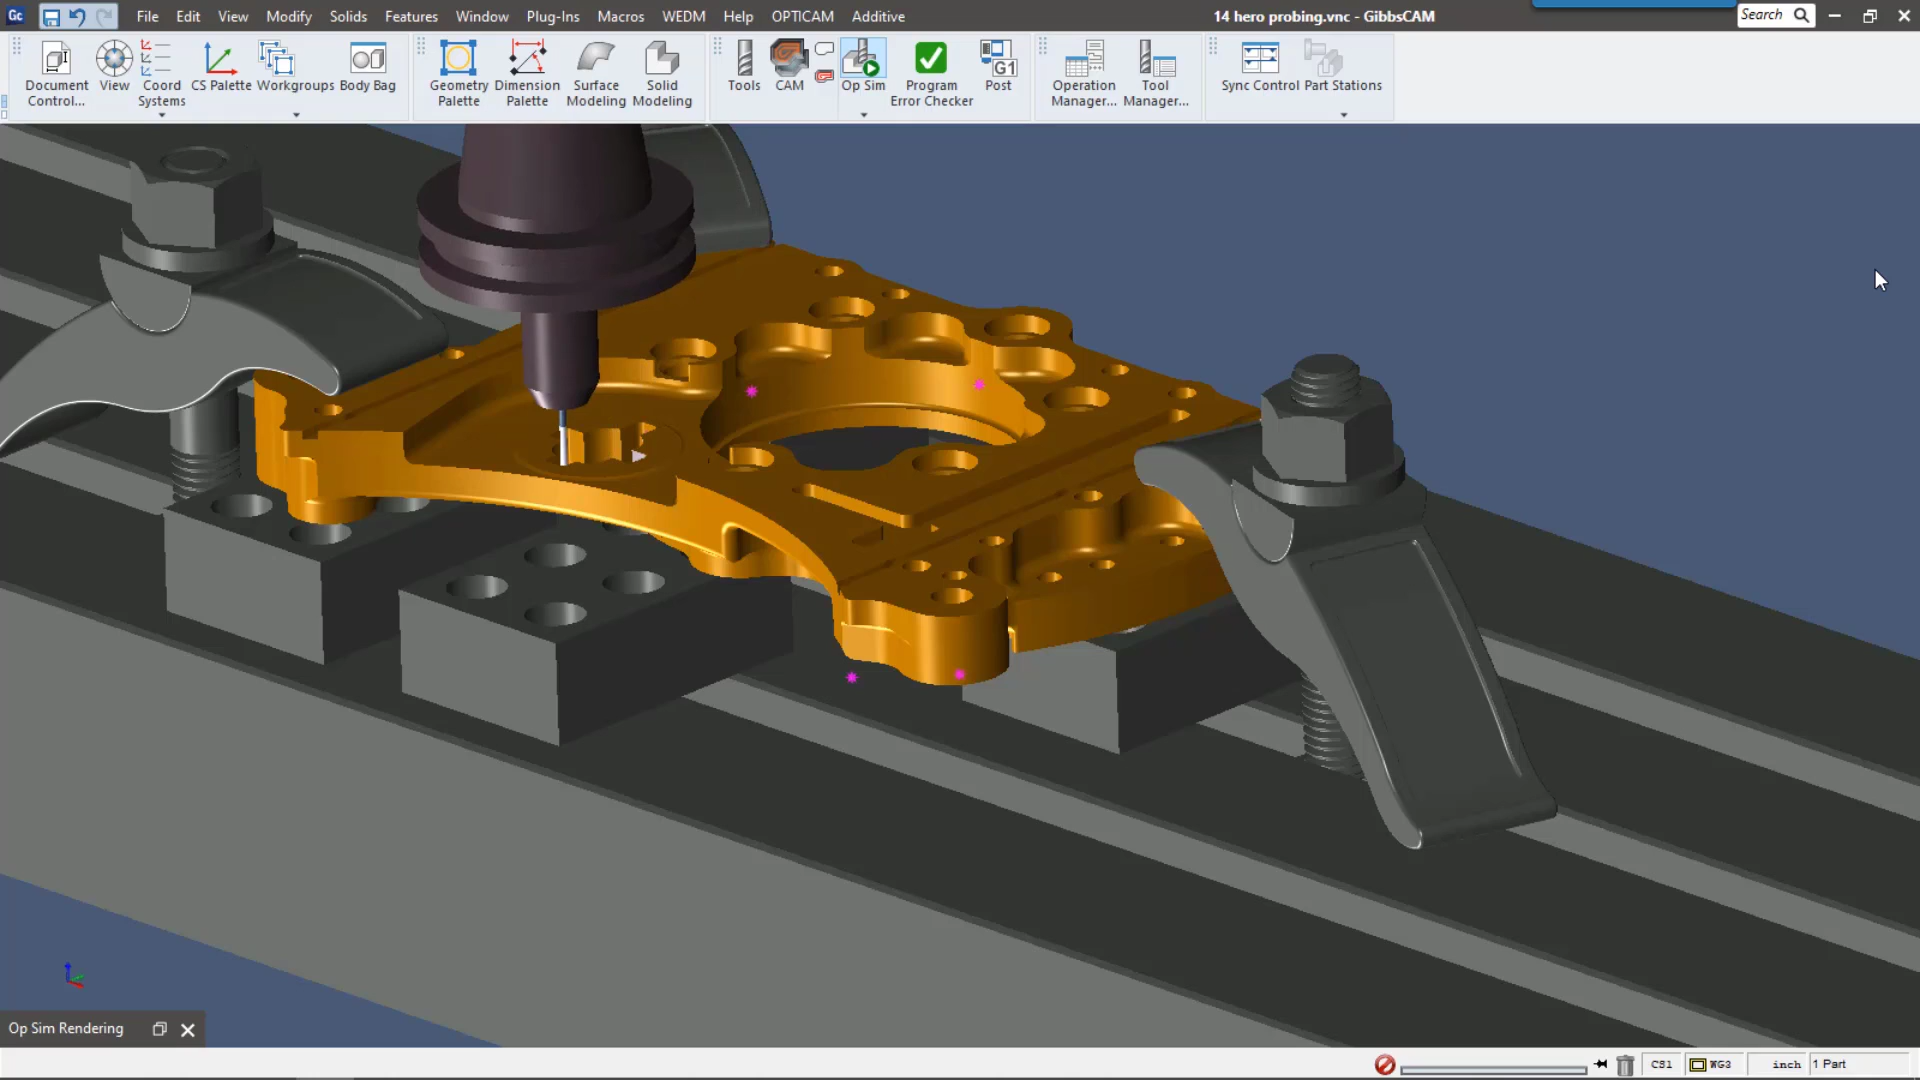 Gc File Edit View Modify Solids Features Window Plug-Ins Macros WEDM Help OPTICAM Additive 14 hero probing.vnc - GibbsCAM Search
Document Control... View Coord Systems CS Palette Workgroups Body Bag Geometry Palette Dimension Palette Surface Modeling Solid Modeling Tools CAM Op Sim Program Error Checker G1 Post Operation Manager... Tool Manager... Sync Control Part Stations
Op Sim Rendering
CS1 WG3 inch 1 Part